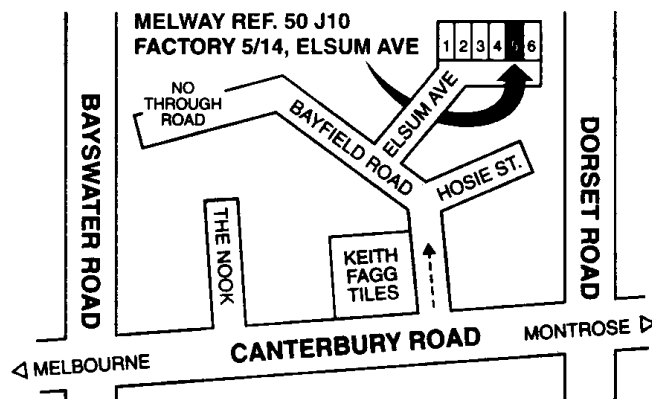 MELWAY REF. 50 J10
FACTORY 5/14, ELSUM AVE
1 2 3 4 5 6
NO
THROUGH
ROAD
BAYSWATER ROAD
BAYFIELD ROAD
ELSUM AVE
HOSIE ST.
DORSET ROAD
THE NOOK
KEITH
FAGG
TILES
CANTERBURY ROAD
MELBOURNE
MONTROSE